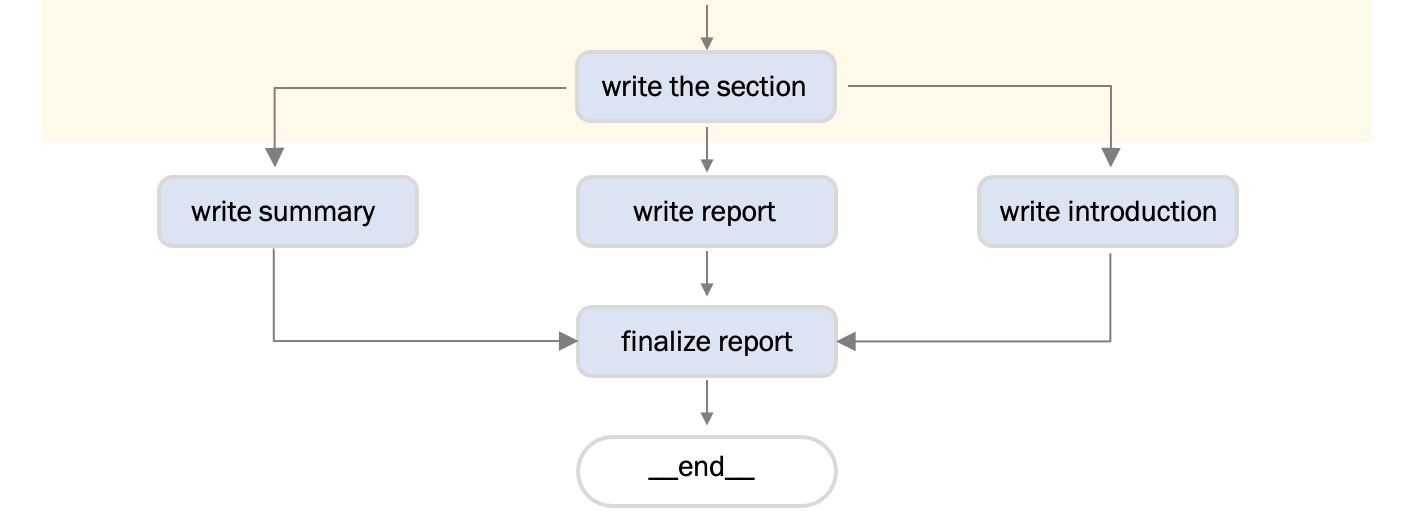 write the section
write summary
write report
write introduction
finalize report
__end__